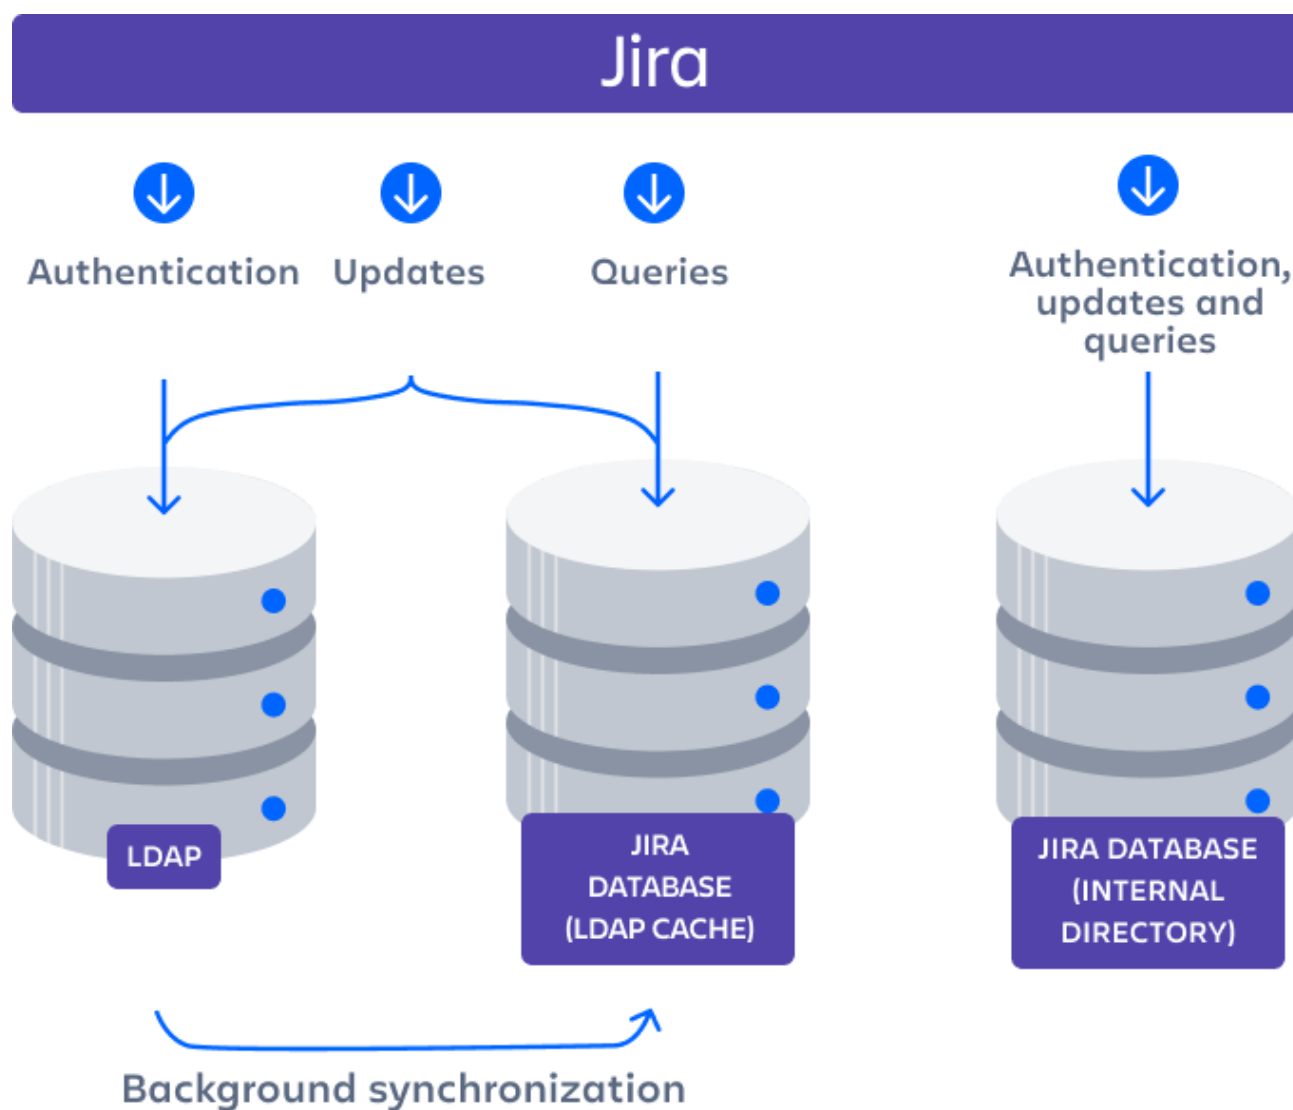 Jira
Authentication
Updates
Queries
Authentication,
updates and
queries
LDAP
JIRA
DATABASE
(LDAP CACHE)
JIRA DATABASE
(INTERNAL
DIRECTORY)
Background synchronization